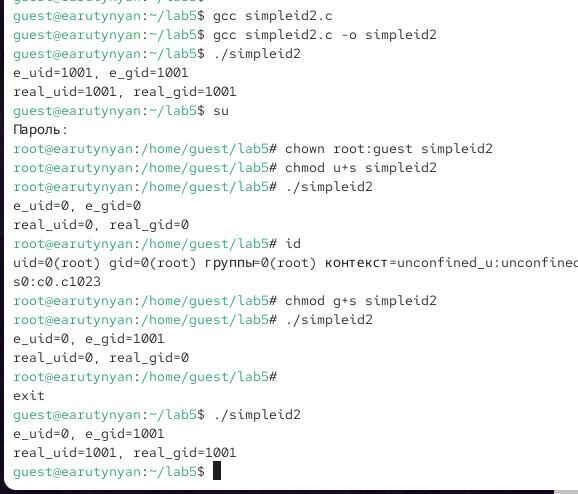 guest@earutynyan:~/lab5$ gcc simpleid2.c
guest@earutynyan:~/lab5$ gcc simpleid2.c -o simpleid2
guest@earutynyan:~/lab5$ ./simpleid2
e_uid=1001, e_gid=1001
real_uid=1001, real_gid=1001
guest@earutynyan:~/lab5$ su
Пароль:
root@earutynyan:/home/guest/lab5# chown root:guest simpleid2
root@earutynyan:/home/guest/lab5# chmod u+s simpleid2
root@earutynyan:/home/guest/lab5# ./simpleid2
e_uid=0, e_gid=0
real_uid=0, real_gid=0
root@earutynyan:/home/guest/lab5# id
uid=0(root) gid=0(root) группы=0(root) контекст=unconfined_u:unconfined
s0:c0.c1023
root@earutynyan:/home/guest/lab5# chmod g+s simpleid2
root@earutynyan:/home/guest/lab5# ./simpleid2
e_uid=0, e_gid=1001
real_uid=0, real_gid=0
root@earutynyan:/home/guest/lab5#
exit
guest@earutynyan:~/lab5$ ./simpleid2
e_uid=0, e_gid=1001
real_uid=1001, real_gid=1001
guest@earutynyan:~/lab5$